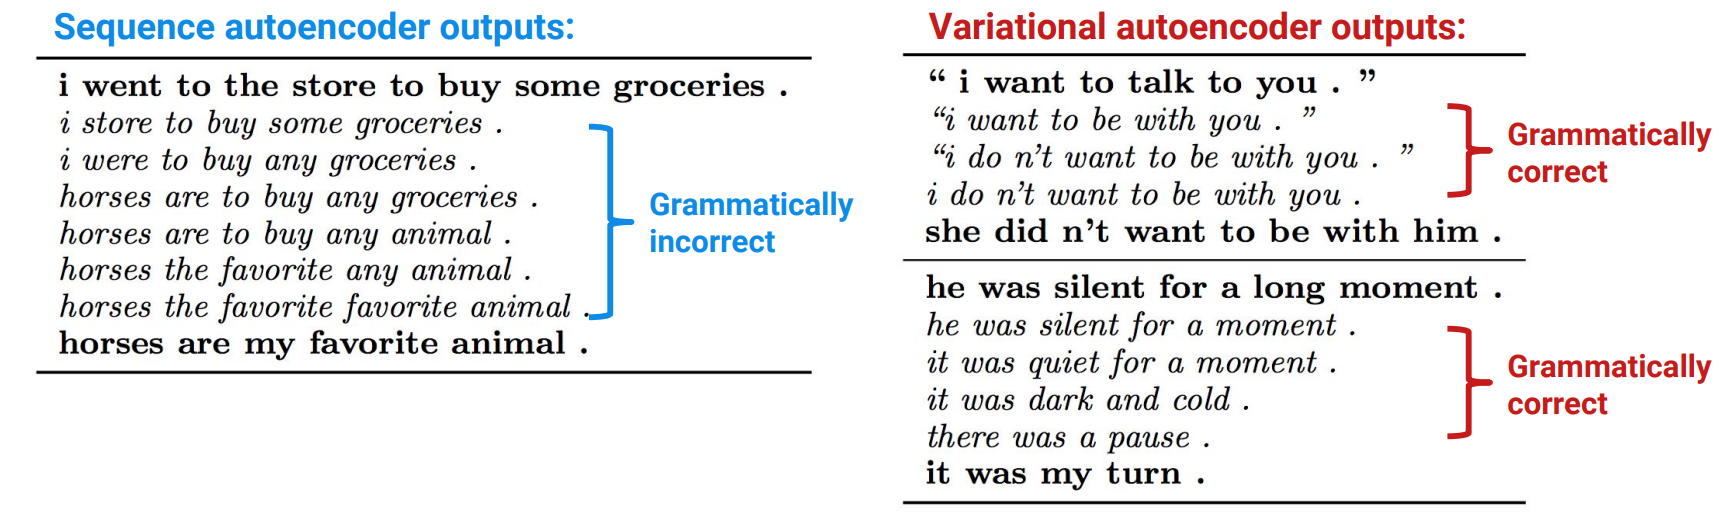 Sequence autoencoder outputs:
i went to the store to buy some groceries .
i store to buy some groceries .
i were to buy any groceries .
horses are to buy any groceries .
horses are to buy any animal .
horses the favorite any animal .
horses the favorite favorite animal .
horses are my favorite animal .
Grammatically
incorrect
Variational autoencoder outputs:
“ i want to talk to you . ”
“i want to be with you . ”
“i do n’t want to be with you . ”
i do n’t want to be with you .
she did n’t want to be with him .
Grammatically
correct
he was silent for a long moment .
he was silent for a moment .
it was quiet for a moment .
it was dark and cold .
there was a pause .
it was my turn .
Grammatically
correct